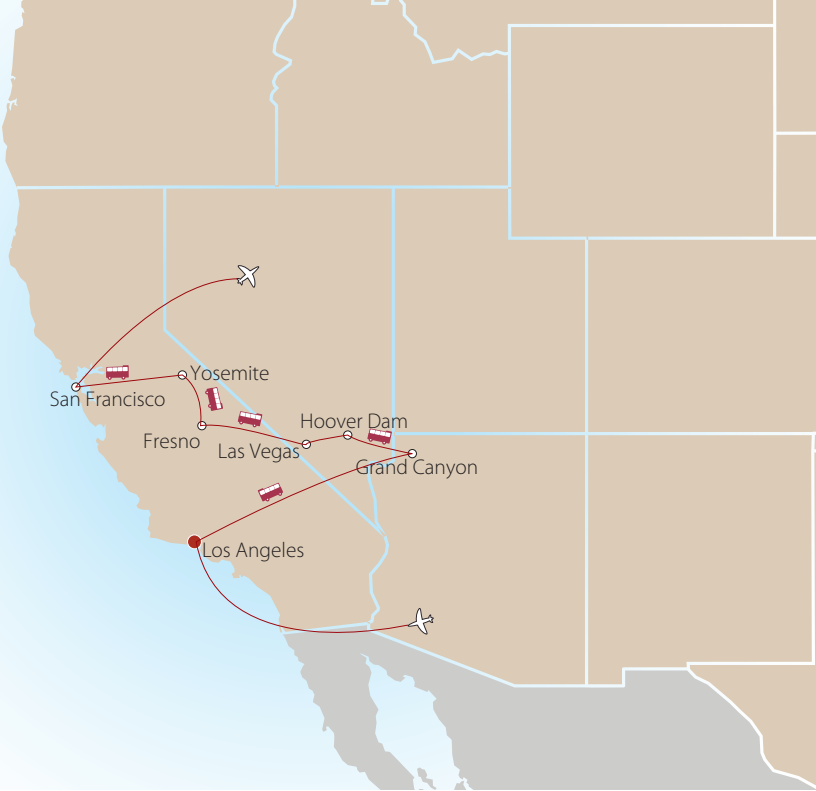 Yosemite
San Francisco
Hoover Dam
Fresno
Las Vegas
Grand Canyon
Los Angeles